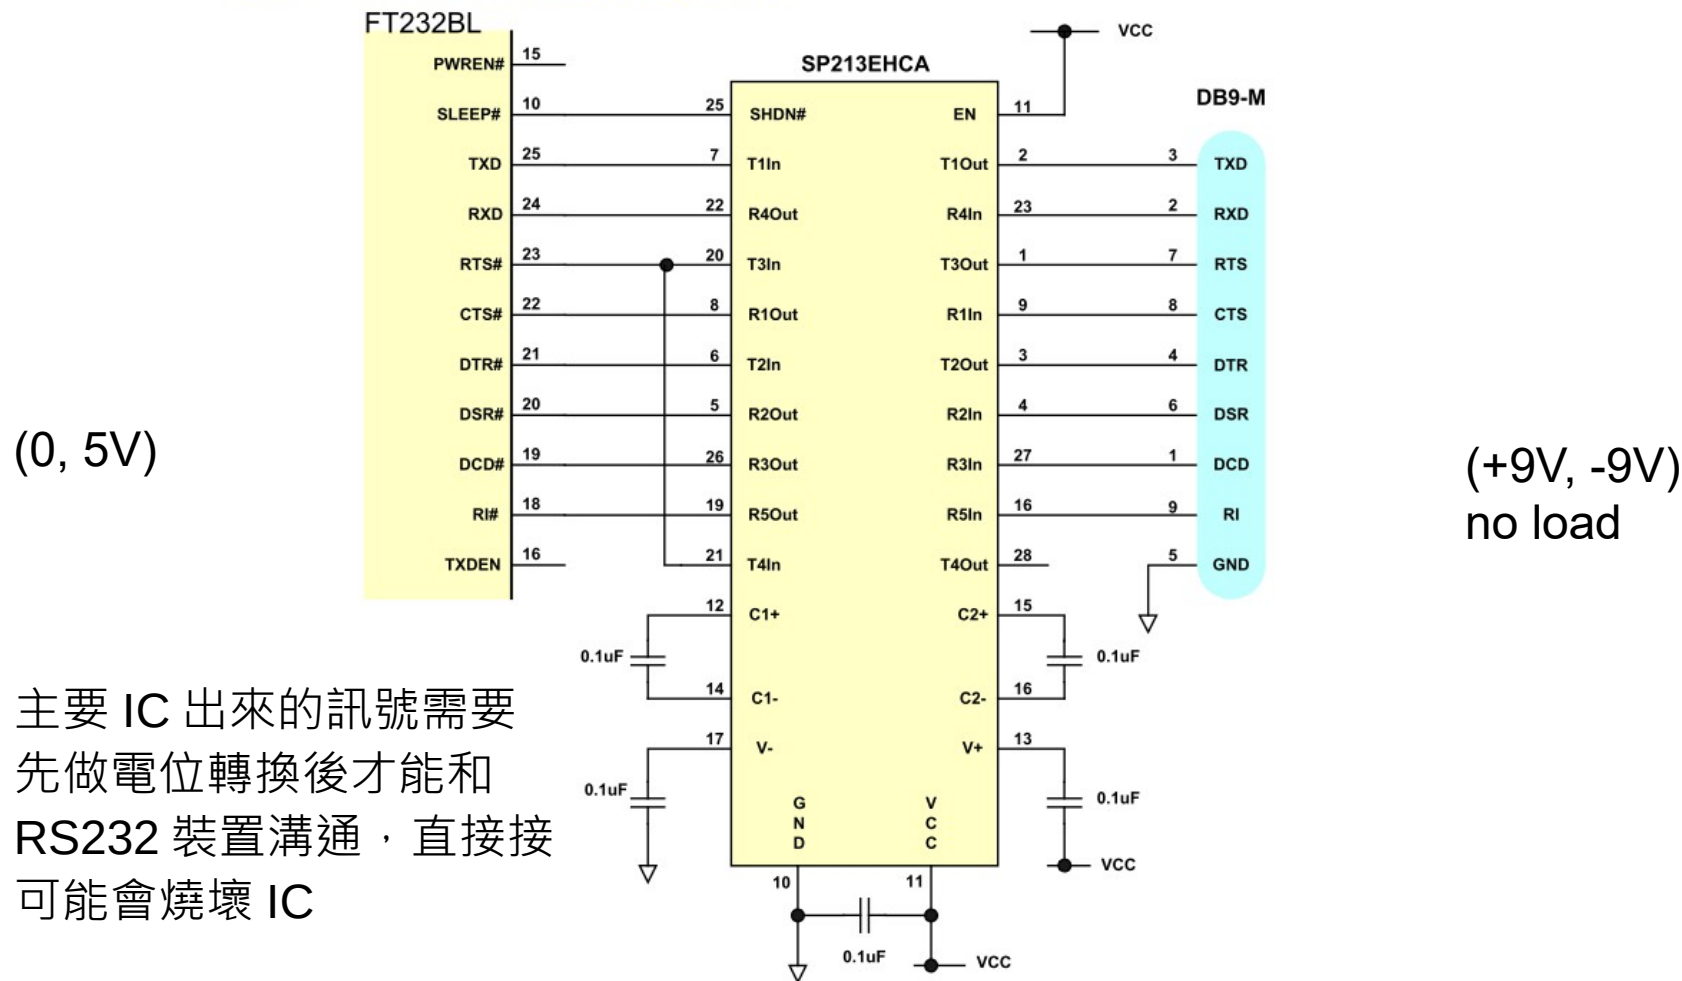 FT232BL
PWREN# 15
SLEEP# 10
TXD 25
RXD 24
RTS# 23
CTS# 22
DTR# 21
DSR# 20
DCD# 19
RI# 18
TXDEN 16
SP213EHCA
25 SHDN# EN 11
7 T1In T1Out 2
22 R4Out R4In 23
20 T3In T3Out 1
8 R1Out R1In 9
6 T2In T2Out 3
5 R2Out R2In 4
26 R3Out R3In 27
19 R5Out R5In 16
21 T4In T4Out 28
12 C1+ C2+ 15
0.1uF
0.1uF
14 C1- C2- 16
17 V- V+ 13
0.1uF
0.1uF
GND
VCC
10
11
0.1uF
VCC
VCC
VCC
DB9-M
3 TXD
2 RXD
7 RTS
8 CTS
4 DTR
6 DSR
1 DCD
9 RI
5 GND
(0, 5V)
(+9V, -9V)
no load
主要 IC 出來的訊號需要
先做電位轉換後才能和
RS232 裝置溝通，直接接
可能會燒壞 IC